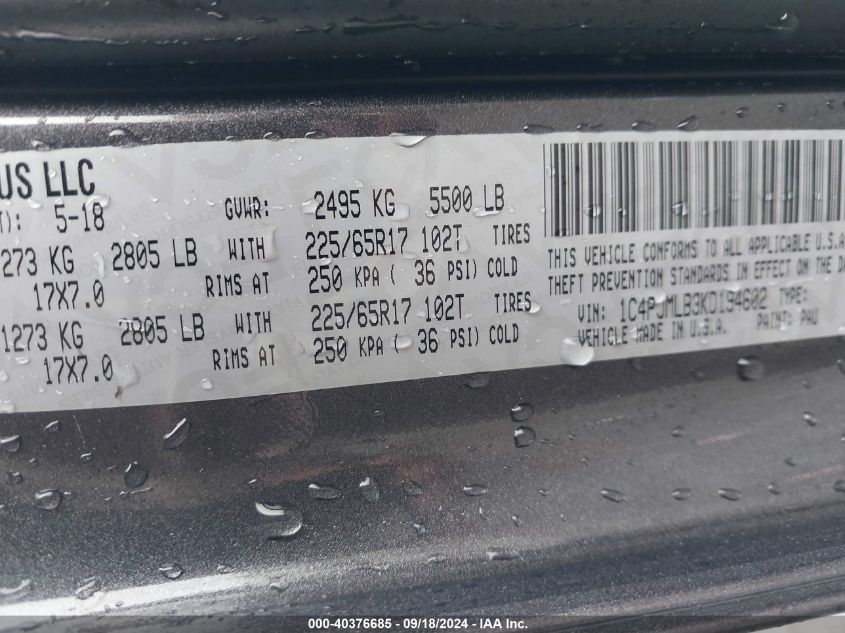 US LLC
T): 5-18 GVWR: 2495 KG 5500 LB
1273 KG 2805 LB WITH 225/65R17 102T TIRES
17X7.0 RIMS AT 250 KPA ( 36 PSI) COLD
1273 KG 2805 LB WITH 225/65R17 102T TIRES
17X7.0 RIMS AT 250 KPA ( 36 PSI) COLD
THIS VEHICLE CONFORMS TO ALL APPLICABLE U.S.A
THEFT PREVENTION STANDARDS IN EFFECT ON THE DA
VIN: 1C4PJMLB3KD194602 TYPE:
VEHICLE MADE IN U.S.A. PAINT: PAU
000-40376685 - 09/18/2024 - IAA Inc.